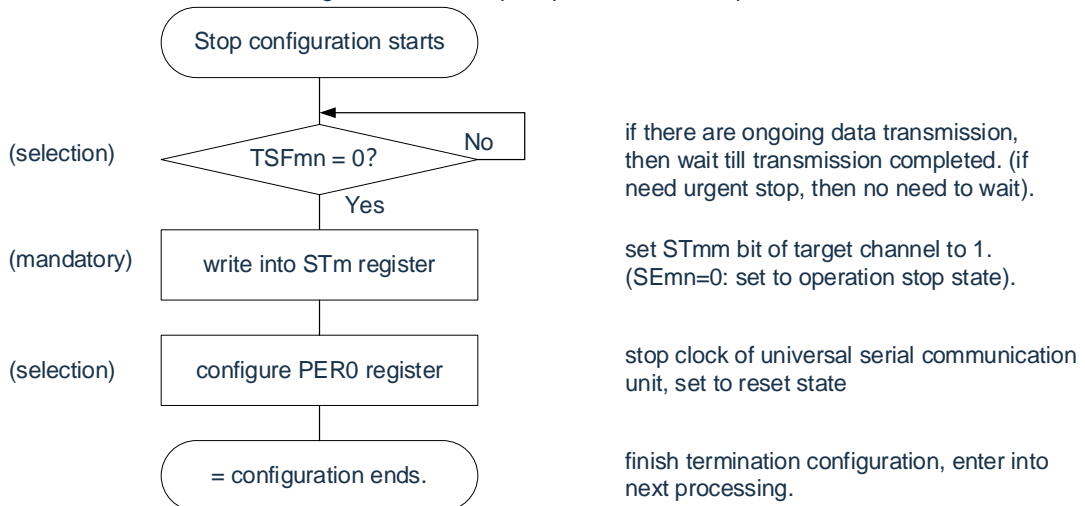 Stop configuration starts
No
(selection)
TSFmn = 0?
if there are ongoing data transmission,
then wait till transmission completed. (if
need urgent stop, then no need to wait).
Yes
(mandatory)
write into STm register
set STmm bit of target channel to 1.
(SEmn=0: set to operation stop state).
(selection)
configure PER0 register
stop clock of universal serial communication
unit, set to reset state
= configuration ends.
finish termination configuration, enter into
next processing.